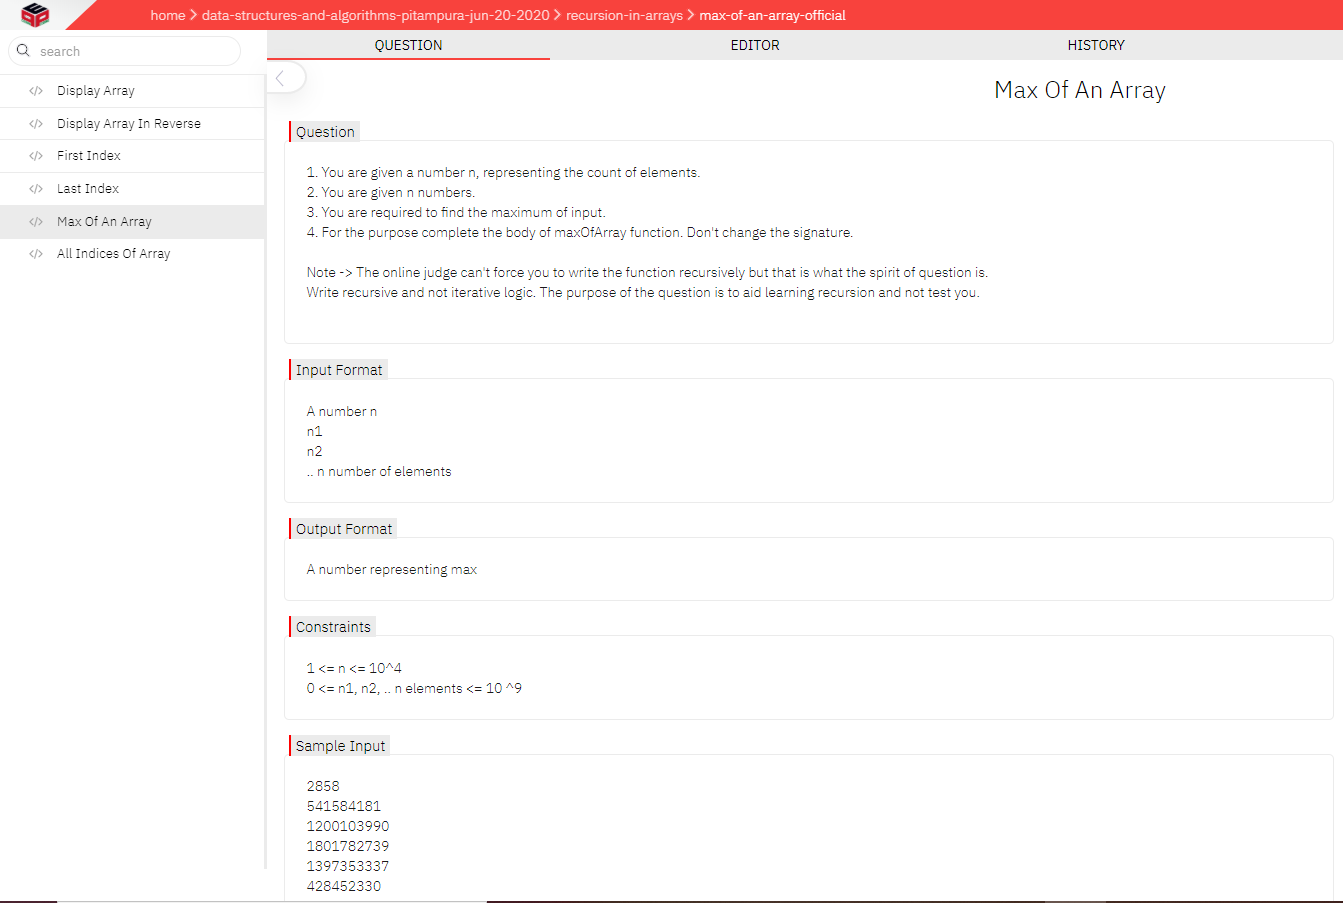 home > data-structures-and-algorithms-pitampura-jun-20-2020 > recursion-in-arrays > max-of-an-array-official
search
QUESTION EDITOR HISTORY
</> Display Array
</> Display Array In Reverse
</> First Index
</> Last Index
</> Max Of An Array
</> All Indices Of Array
Max Of An Array
Question
1. You are given a number n, representing the count of elements.
2. You are given n numbers.
3. You are required to find the maximum of input.
4. For the purpose complete the body of maxOfArray function. Don't change the signature.
Note -> The online judge can't force you to write the function recursively but that is what the spirit of question is.
Write recursive and not iterative logic. The purpose of the question is to aid learning recursion and not test you.
Input Format
A number n
n1
n2
.. n number of elements
Output Format
A number representing max
Constraints
1 <= n <= 10^4
0 <= n1, n2, .. n elements <= 10 ^9
Sample Input
2858
541584181
1200103990
1801782739
1397353337
428452330